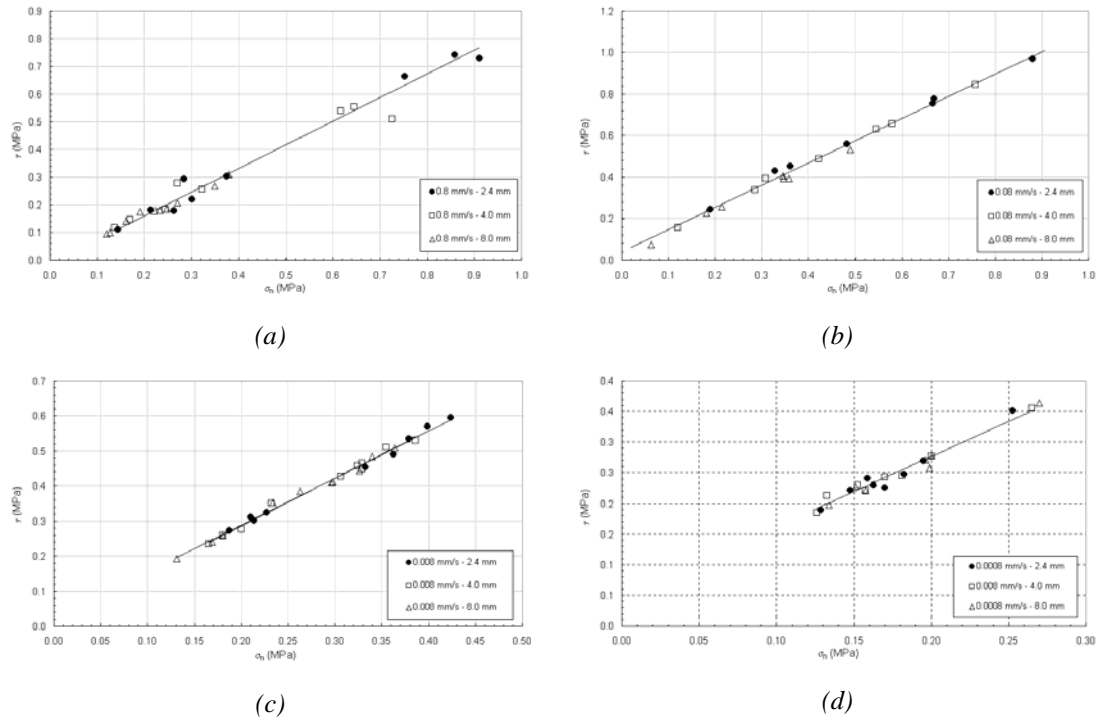 0.9
0.8
0.7
0.6
0.5
0.4
0.3
0.2
0.1
0.0
τ (MPa)
0.0 0.1 0.2 0.3 0.4 0.5 0.6 0.7 0.8 0.9 1.0
σn (MPa)
0.8 mm/s - 2.4 mm
0.8 mm/s - 4.0 mm
0.8 mm/s - 8.0 mm
(a)
1.2
1.0
0.8
0.6
0.4
0.2
0.0
τ (MPa)
0.0 0.1 0.2 0.3 0.4 0.5 0.6 0.7 0.8 0.9 1.0
σn (MPa)
0.08 mm/s - 2.4 mm
0.08 mm/s - 4.0 mm
0.08 mm/s - 8.0 mm
(b)
0.7
0.6
0.5
0.4
0.3
0.2
0.1
0.0
τ (MPa)
0.00 0.05 0.10 0.15 0.20 0.25 0.30 0.35 0.40 0.45 0.50
σn (MPa)
0.008 mm/s - 2.4 mm
0.008 mm/s - 4.0 mm
0.008 mm/s - 8.0 mm
(c)
0.4
0.4
0.3
0.3
0.2
0.2
0.1
0.1
0.0
τ (MPa)
0.00 0.05 0.10 0.15 0.20 0.25 0.30
σn (MPa)
0.0008 mm/s - 2.4 mm
0.008 mm/s - 4.0 mm
0.0008 mm/s - 8.0 mm
(d)